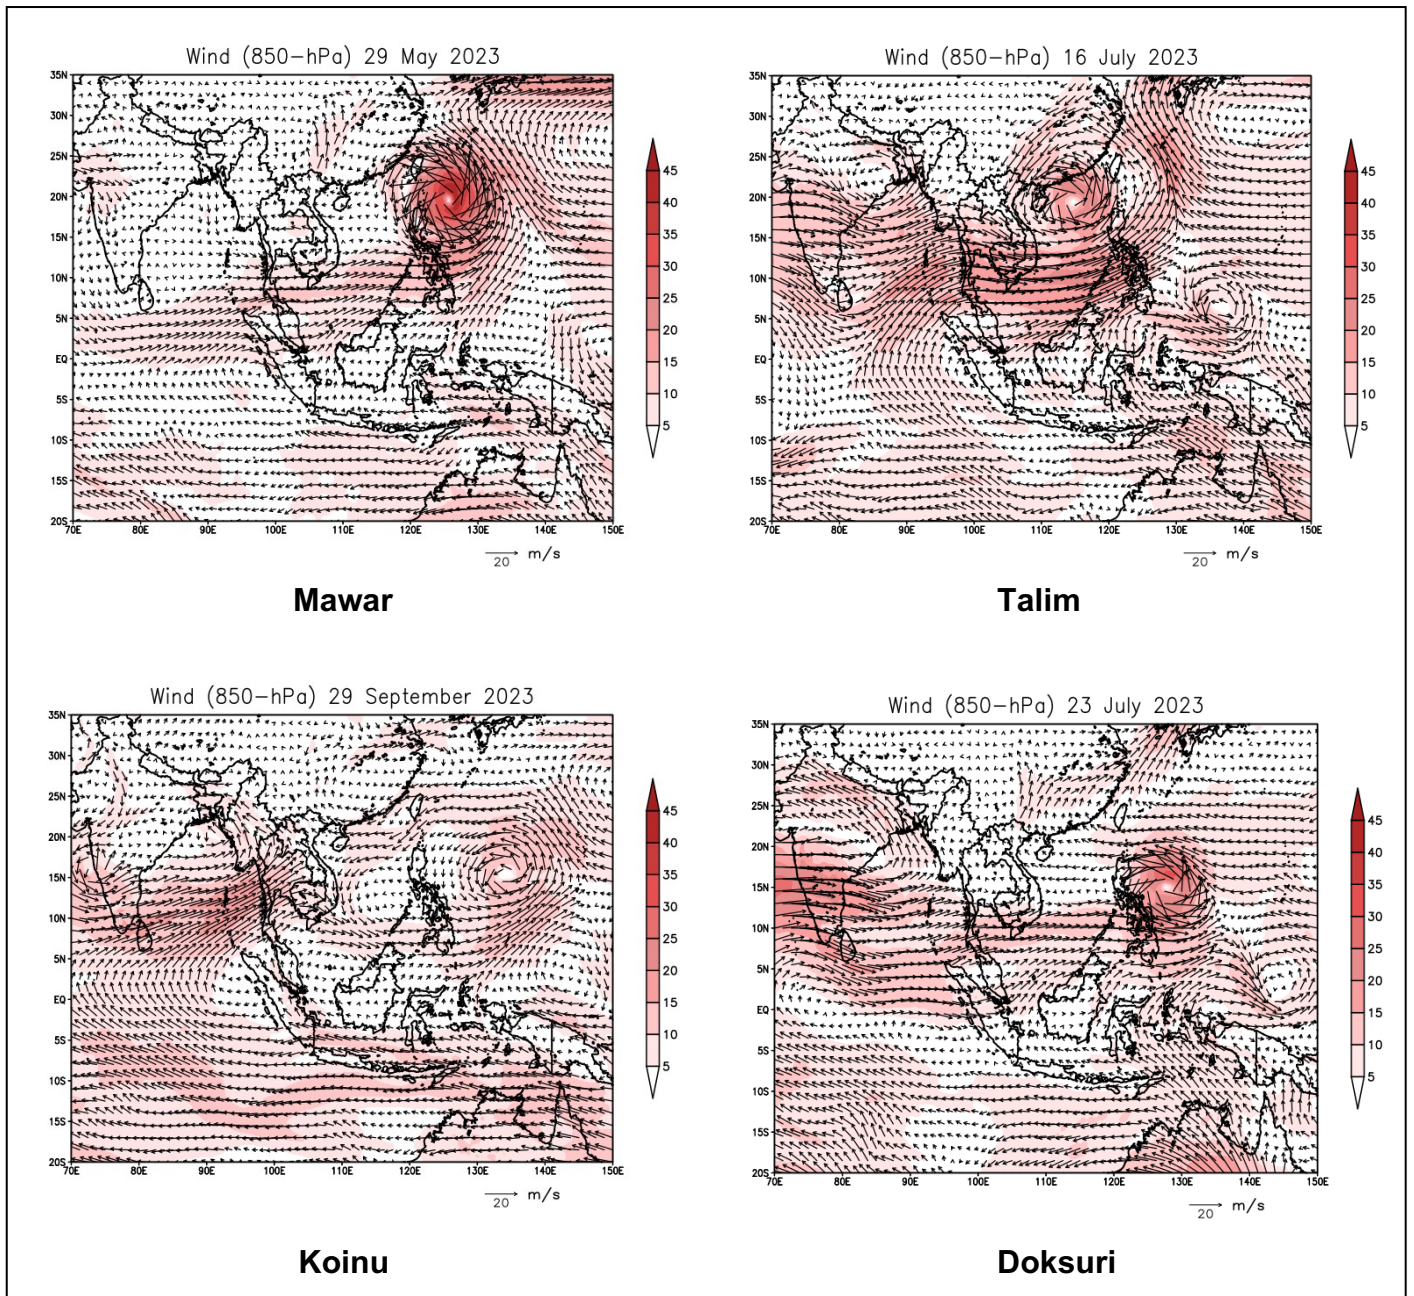 Wind (850-hPa) 29 May 2023
35N
30N
25N
20N
15N
10N
5N
EQ
5S
10S
15S
20S
70E 80E 90E 100E 110E 120E 130E 140E 150E
45
40
35
30
25
20
15
10
5
20 m/s
Mawar
Wind (850-hPa) 16 July 2023
35N
30N
25N
20N
15N
10N
5N
EQ
5S
10S
15S
20S
70E 80E 90E 100E 110E 120E 130E 140E 150E
45
40
35
30
25
20
15
10
5
20 m/s
Talim
Wind (850-hPa) 29 September 2023
35N
30N
25N
20N
15N
10N
5N
EQ
5S
10S
15S
20S
70E 80E 90E 100E 110E 120E 130E 140E 150E
45
40
35
30
25
20
15
10
5
20 m/s
Koinu
Wind (850-hPa) 23 July 2023
35N
30N
25N
20N
15N
10N
5N
EQ
5S
10S
15S
20S
70E 80E 90E 100E 110E 120E 130E 140E 150E
45
40
35
30
25
20
15
10
5
20 m/s
Doksuri